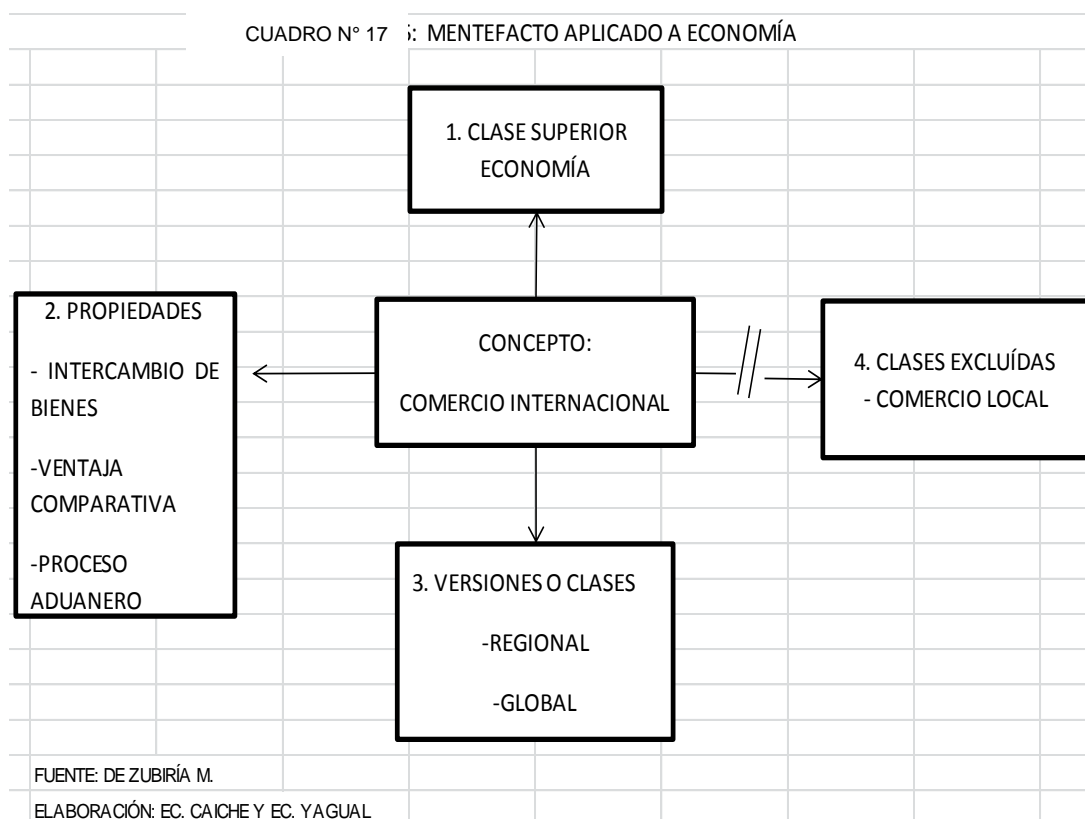 CUADRO N° 17 : MENTEFACTO APLICADO A ECONOMÍA
1. CLASE SUPERIOR
ECONOMÍA
2. PROPIEDADES
- INTERCAMBIO DE
BIENES
-VENTAJA
COMPARATIVA
-PROCESO
ADUANERO
CONCEPTO:
COMERCIO INTERNACIONAL
4. CLASES EXCLUÍDAS
- COMERCIO LOCAL
3. VERSIONES O CLASES
-REGIONAL
-GLOBAL
FUENTE: DE ZUBIRÍA M.
ELABORACIÓN: EC. CAICHE Y EC. YAGUAL